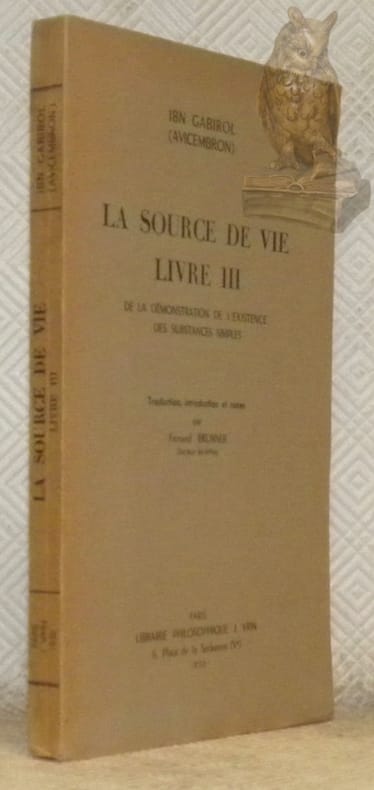 IBN GABIROL
(AVICEMBRON)
LA SOURCE DE VIE
LIVRE III
DE LA DÉMONSTRATION DE L'EXISTENCE
DES SUBSTANCES SIMPLES
Traduction, introduction et notes
par
Fernand BRUNNER
PARIS
LIBRAIRIE PHILOSOPHIQUE J. VRIN
6, Place de la Sorbonne (Vᵉ)
1950
IBN GABIROL
(AVICEMBRON)
LA SOURCE DE VIE
LIVRE III